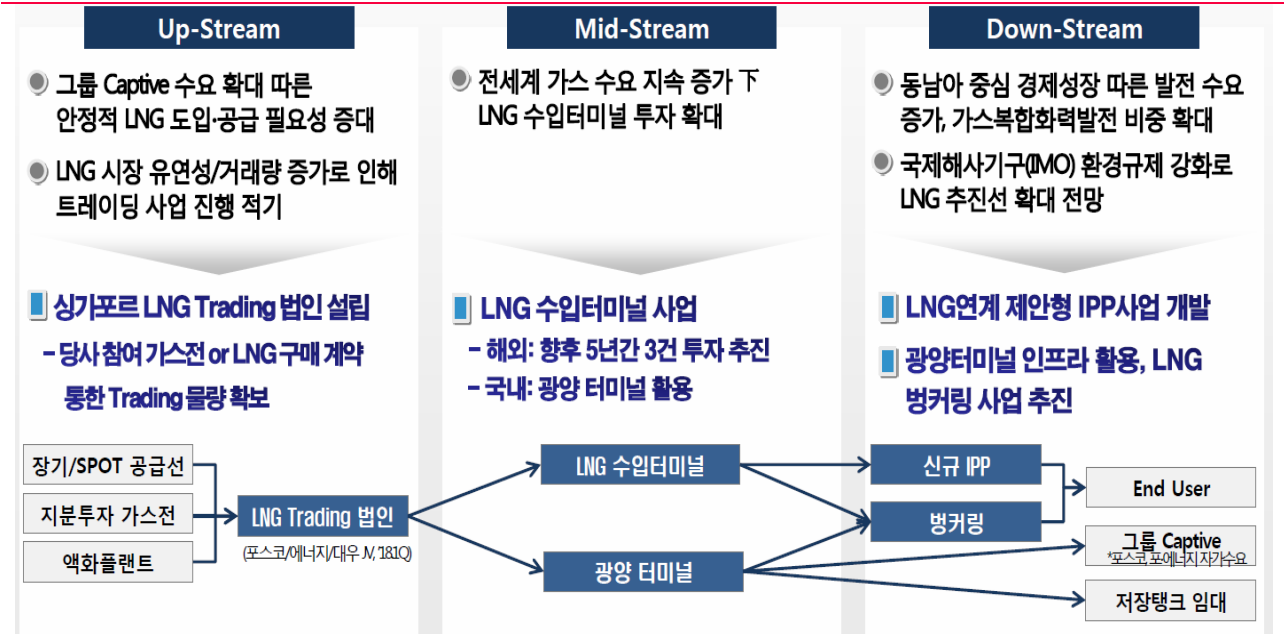 Up-Stream
그룹 Captive 수요 확대 따른
안정적 LNG 도입·공급 필요성 증대
LNG 시장 유연성/거래량 증가로 인해
트레이딩 사업 진행 적기
싱가포르 LNG Trading 법인 설립
- 당사 참여 가스전 or LNG 구매 계약
통한 Trading 물량 확보
Mid-Stream
전세계 가스 수요 지속 증가 下
LNG 수입터미널 투자 확대
LNG 수입터미널 사업
- 해외: 향후 5년간 3건 투자 추진
- 국내: 광양 터미널 활용
Down-Stream
동남아 중심 경제성장 따른 발전 수요
증가, 가스복합화력발전 비중 확대
국제해사기구(IMO) 환경규제 강화로
LNG 추진선 확대 전망
LNG연계 제안형 IPP사업 개발
광양터미널 인프라 활용, LNG
벙커링 사업 추진
장기/SPOT 공급선
지분투자 가스전
액화플랜트
LNG Trading 법인
(포스코/에너지/대우 JV, '18.1Q)
LNG 수입터미널
광양 터미널
신규 IPP
벙커링
End User
그룹 Captive
*포스코,포에너지 자가수요
저장탱크 임대